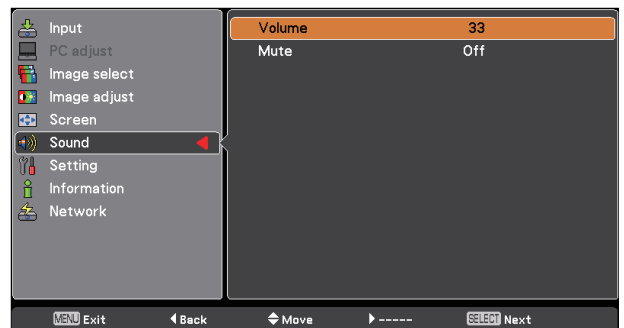 Input
PC adjust
Image select
Image adjust
Screen
Sound
Setting
Information
Network
Volume 33
Mute Off
MENU Exit Back Move ----- SELECT Next